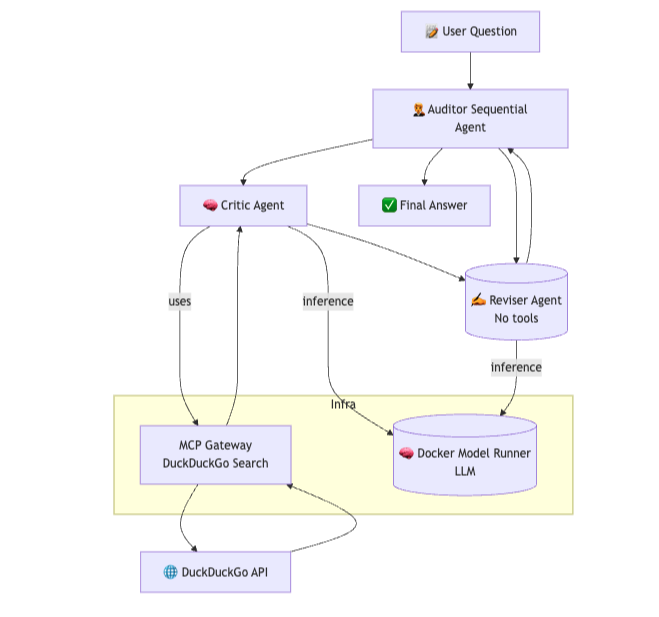 User Question
Auditor Sequential
Agent
Critic Agent
Final Answer
Reviser Agent
No tools
uses
inference
inference
Infra
MCP Gateway
DuckDuckGo Search
Docker Model Runner
LLM
DuckDuckGo API